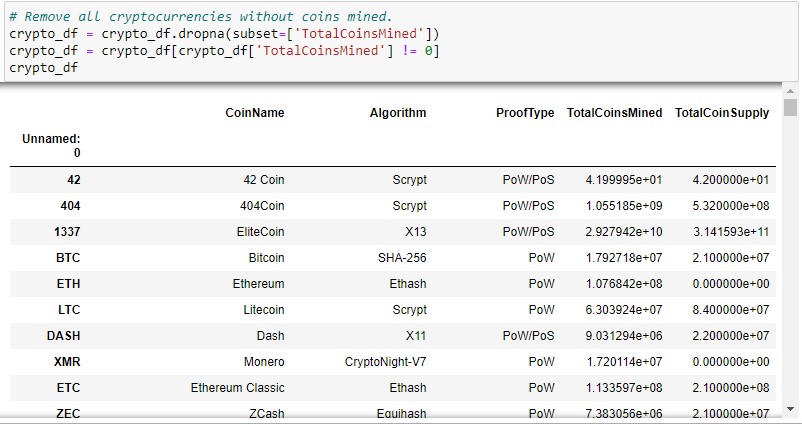 # Remove all cryptocurrencies without coins mined.
crypto_df = crypto_df.dropna(subset=['TotalCoinsMined'])
crypto_df = crypto_df[crypto_df['TotalCoinsMined'] != 0]
crypto_df
CoinName Algorithm ProofType TotalCoinsMined TotalCoinSupply
Unnamed:
0
42 42 Coin Scrypt PoW/PoS 4.199995e+01 4.200000e+01
404 404Coin Scrypt PoW/PoS 1.055185e+09 5.320000e+08
1337 EliteCoin X13 PoW/PoS 2.927942e+10 3.141593e+11
BTC Bitcoin SHA-256 PoW 1.792718e+07 2.100000e+07
ETH Ethereum Ethash PoW 1.076842e+08 0.000000e+00
LTC Litecoin Scrypt PoW 6.303924e+07 8.400000e+07
DASH Dash X11 PoW/PoS 9.031294e+06 2.200000e+07
XMR Monero CryptoNight-V7 PoW 1.720114e+07 0.000000e+00
ETC Ethereum Classic Ethash PoW 1.133597e+08 2.100000e+08
ZEC ZCash Equihash PoW 7.383056e+06 2.100000e+07